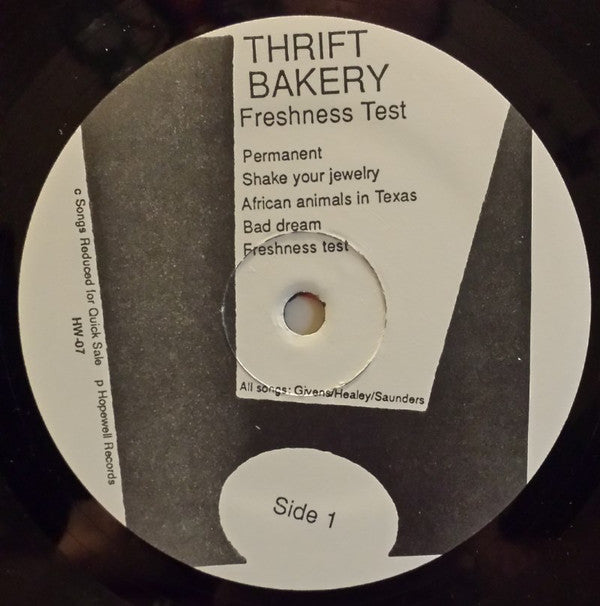 THRIFT
BAKERY
Freshness Test
Permanent
Shake your jewelry
African animals in Texas
Bad dream
Freshness test
All songs: Givens/Healey/Saunders
Side 1
c Songs Reduced for Quick Sale p Hopewell Records
HW-07